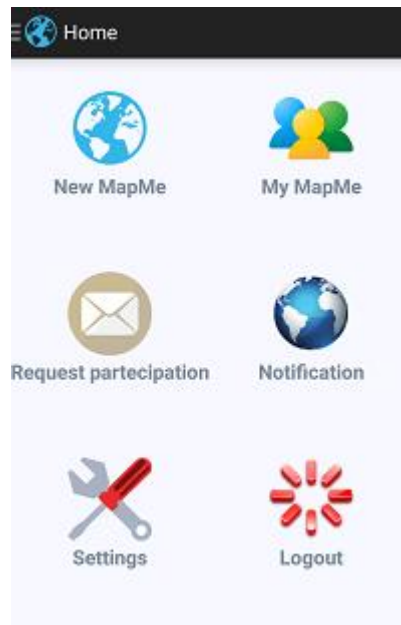 Home
New MapMe
My MapMe
Request partecipation
Notification
Settings
Logout